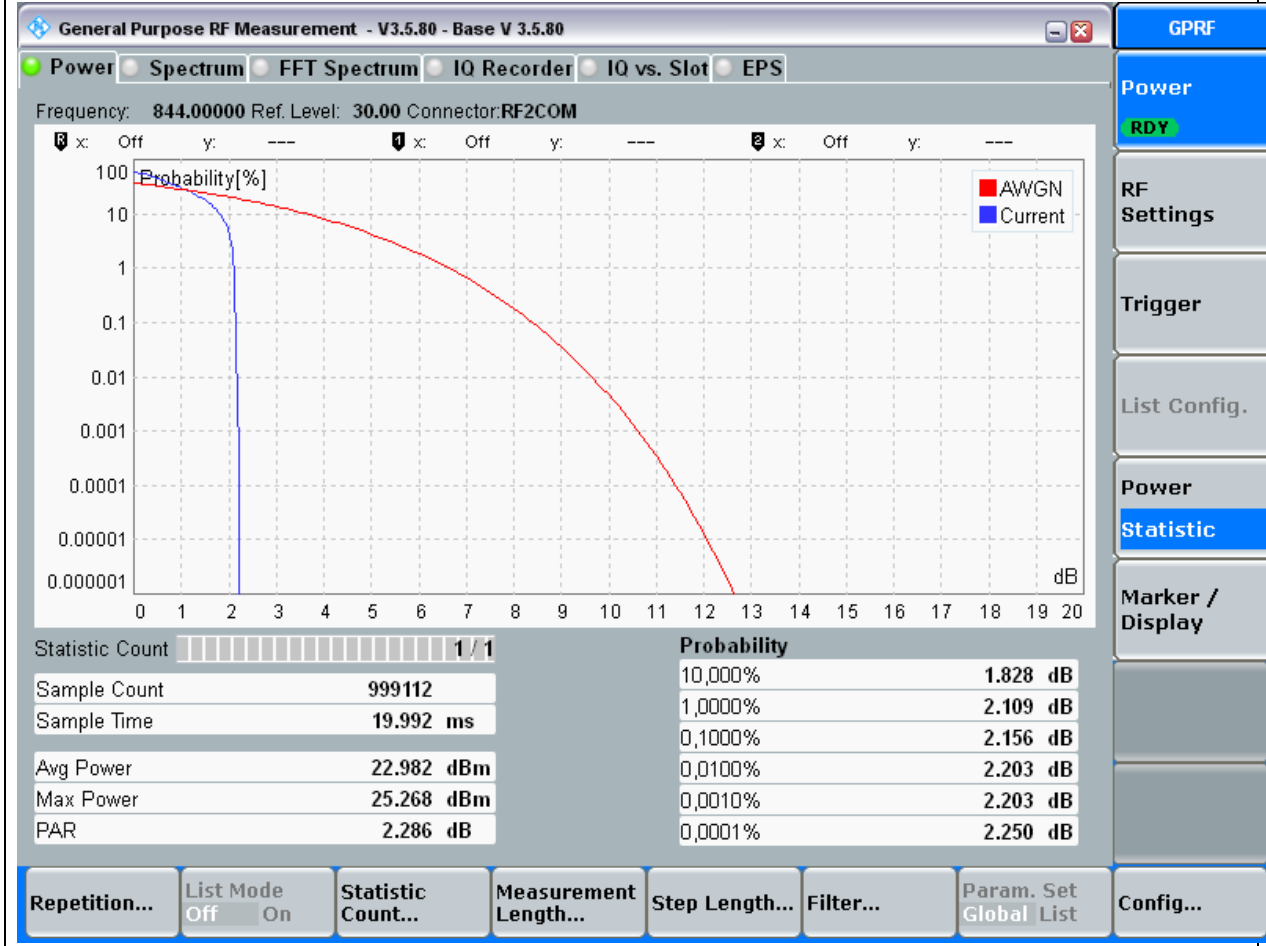 General Purpose RF Measurement - V3.5.80 - Base V 3.5.80
GPRF
Power Spectrum FFT Spectrum IQ Recorder IQ vs. Slot EPS
Frequency: 844.00000 Ref. Level: 30.00 Connector:RF2COM
R x: Off y: --- 1 x: Off y: --- 2 x: Off y: ---
Probability[%]
100
10
1
0.1
0.01
0.001
0.0001
0.00001
0.000001
AWGN
Current
dB
0 1 2 3 4 5 6 7 8 9 10 11 12 13 14 15 16 17 18 19 20
Statistic Count 1 / 1
Sample Count 999112
Sample Time 19.992 ms
Avg Power 22.982 dBm
Max Power 25.268 dBm
PAR 2.286 dB
Probability
10,000% 1.828 dB
1,0000% 2.109 dB
0,1000% 2.156 dB
0,0100% 2.203 dB
0,0010% 2.203 dB
0,0001% 2.250 dB
Power
RDY
RF
Settings
Trigger
List Config.
Power
Statistic
Marker /
Display
Repetition...
List Mode
Off On
Statistic
Count...
Measurement
Length...
Step Length...
Filter...
Param. Set
Global List
Config...